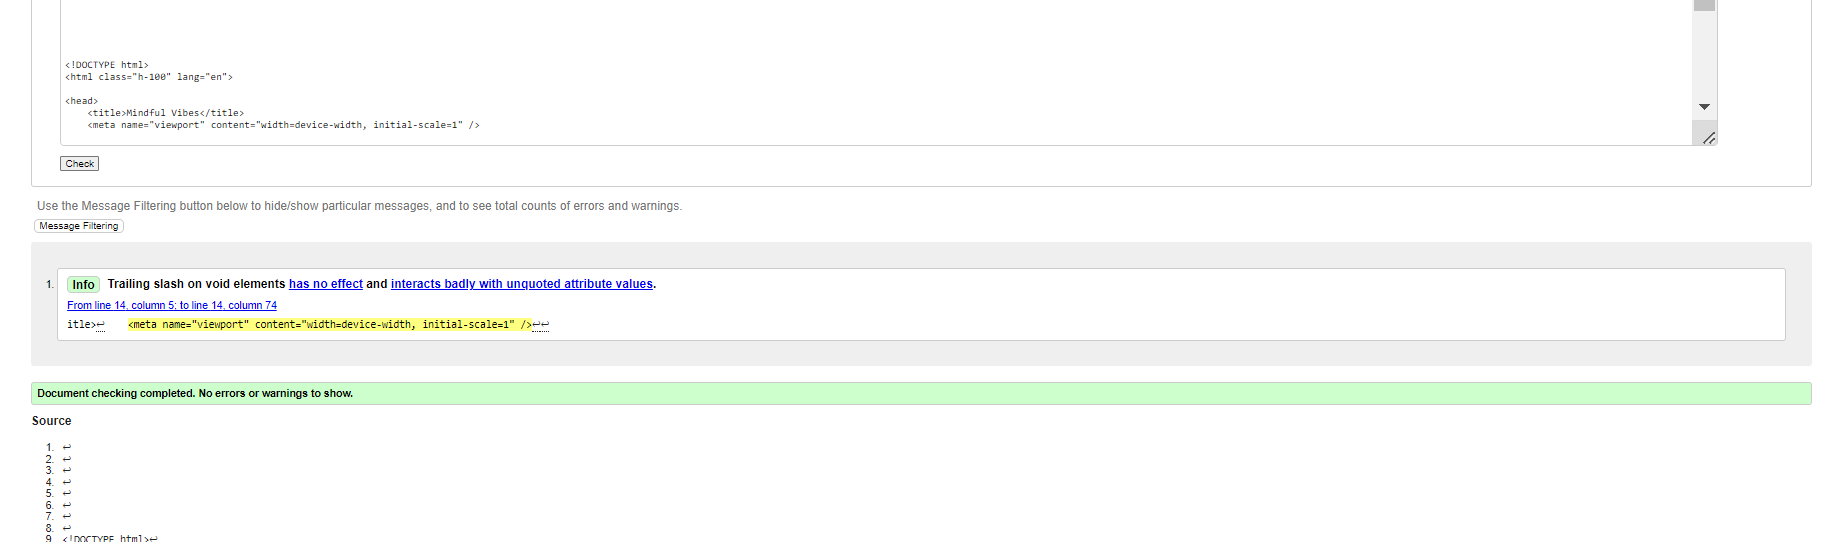 <!DOCTYPE html>
<html class="h-100" lang="en">
<head>
<title>Mindful Vibes</title>
<meta name="viewport" content="width=device-width, initial-scale=1" />
Check
Use the Message Filtering button below to hide/show particular messages, and to see total counts of errors and warnings.
Message Filtering
1. Info Trailing slash on void elements has no effect and interacts badly with unquoted attribute values.
From line 14, column 5; to line 14, column 74
itle>↩ <meta name="viewport" content="width=device-width, initial-scale=1" />↩↩
Document checking completed. No errors or warnings to show.
Source
1. ↩
2. ↩
3. ↩
4. ↩
5. ↩
6. ↩
7. ↩
8. ↩
9. <!DOCTYPE html>↩